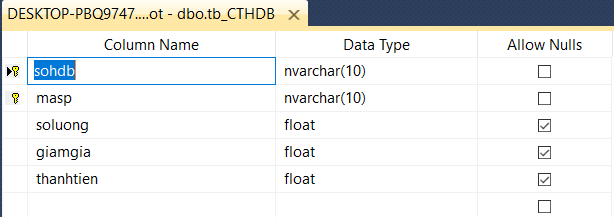 DESKTOP-PBQ9747....ot - dbo.tb_CTHDB
Column Name Data Type Allow Nulls
sohdb nvarchar(10)
masp nvarchar(10)
soluong float
giamgia float
thanhtien float